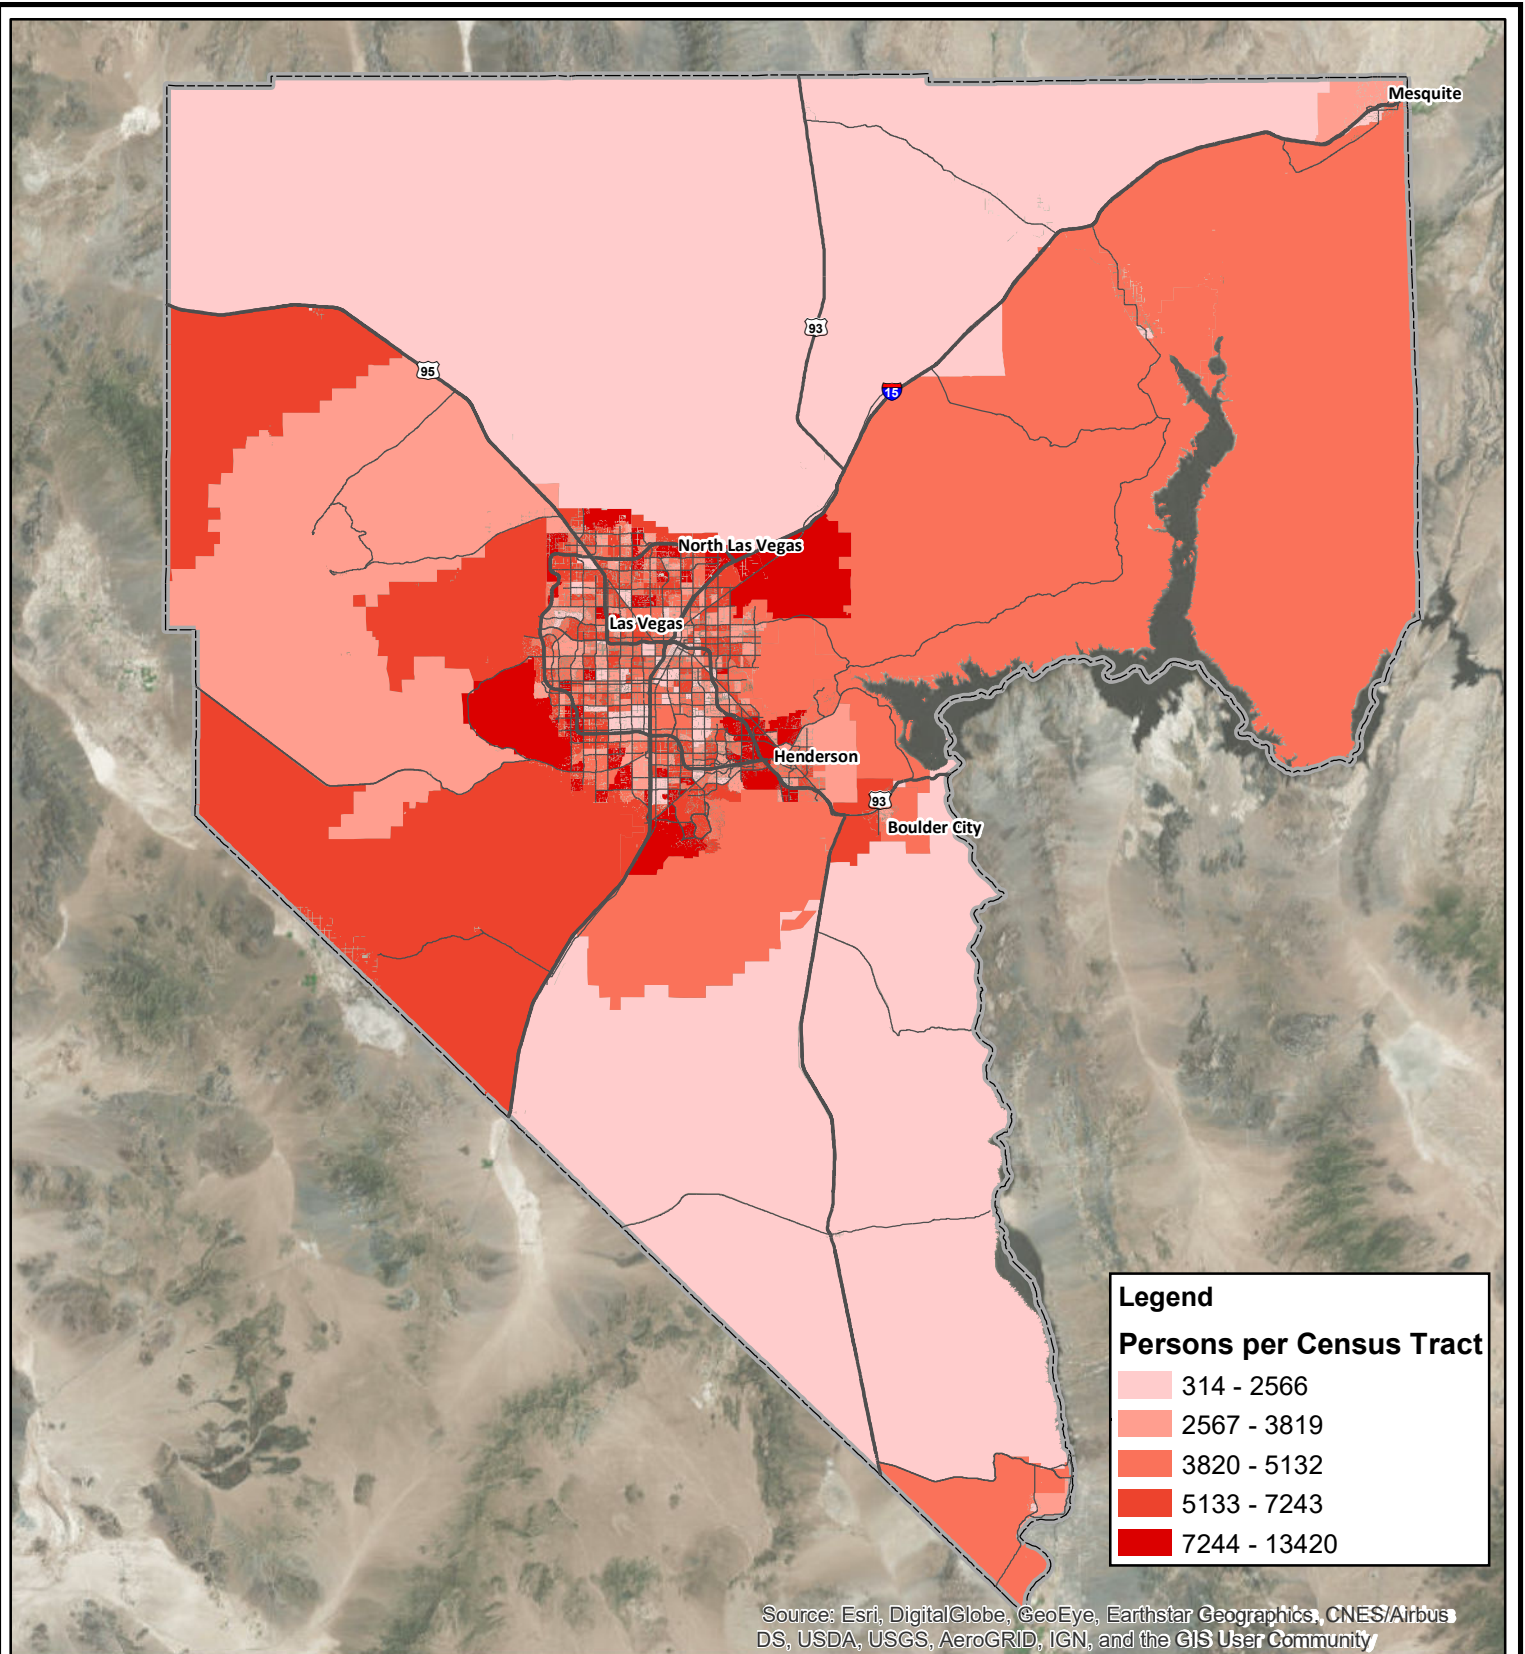 Mesquite
93
95
15
North Las Vegas
Las Vegas
Henderson
93
Boulder City
Legend
Persons per Census Tract
314 - 2566
2567 - 3819
3820 - 5132
5133 - 7243
7244 - 13420
Source: Esri, DigitalGlobe, GeoEye, Earthstar Geographics, CNES/Airbus
DS, USDA, USGS, AeroGRID, IGN, and the GIS User Community